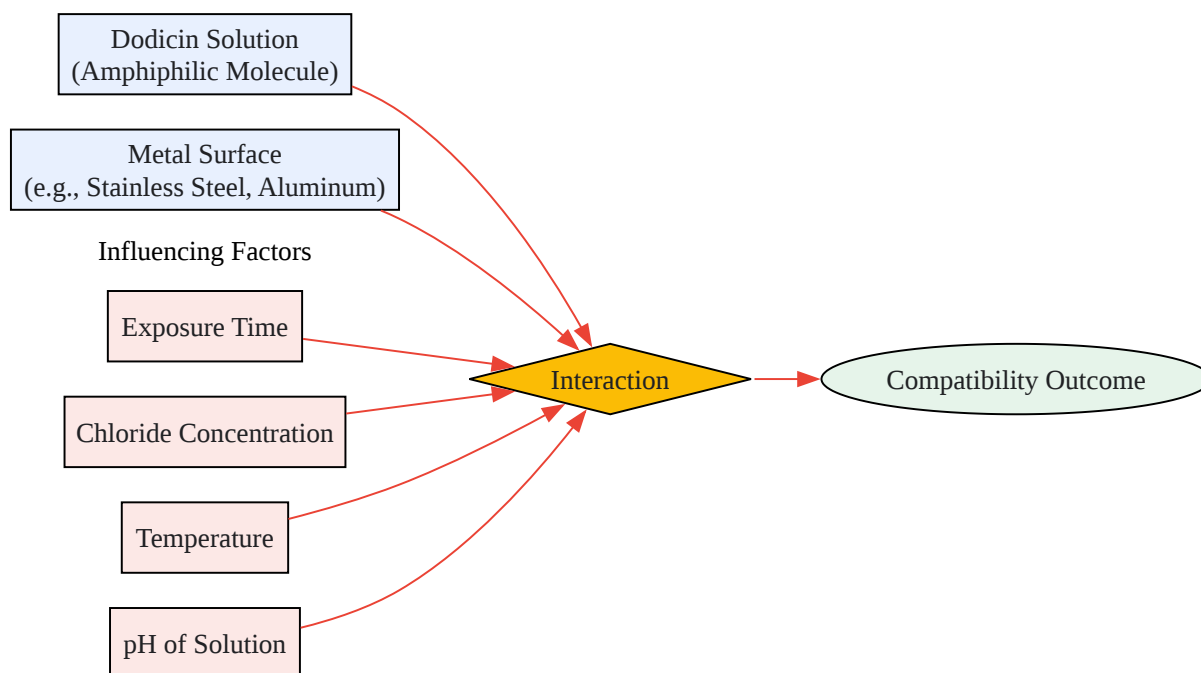 Dodicin Solution
(Amphiphilic Molecule)
Metal Surface
(e.g., Stainless Steel, Aluminum)
Influencing Factors
Exposure Time
Chloride Concentration
Temperature
pH of Solution
Interaction
Compatibility Outcome